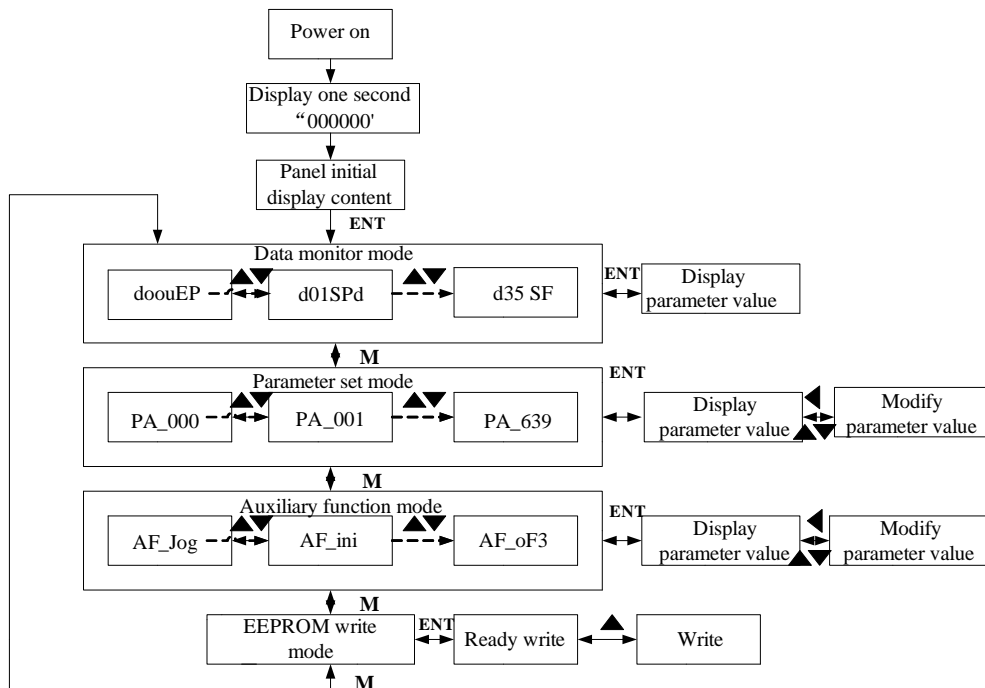 Power on
Display one second
“000000'
Panel initial
display content
ENT
Data monitor mode
doouEP
d01SPd
d35 SF
ENT
Display
parameter value
M
Parameter set mode
PA_000
PA_001
PA_639
ENT
Display
parameter value
Modify
parameter value
M
Auxiliary function mode
AF_Jog
AF_ini
AF_oF3
ENT
Display
parameter value
Modify
parameter value
M
EEPROM write
mode
ENT
Ready write
Write
M